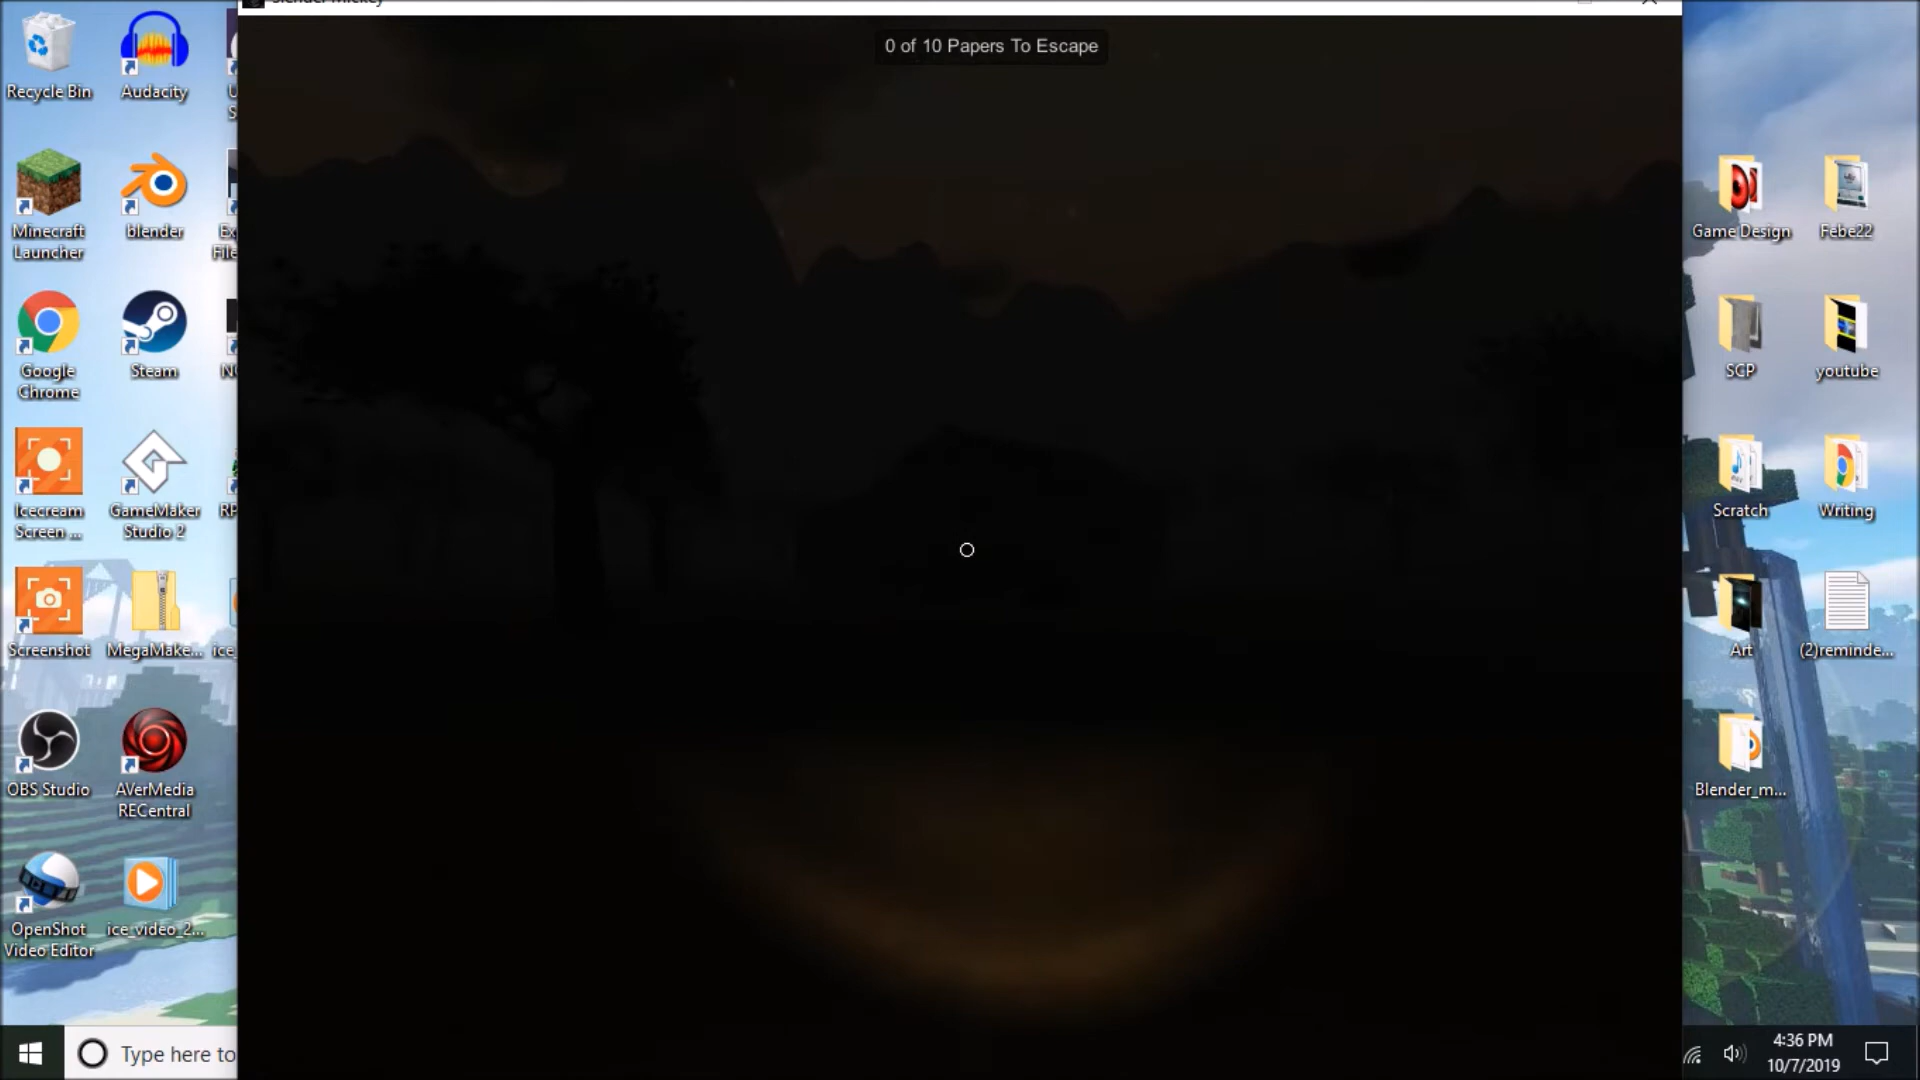 0 of 10 Papers To Escape
Recycle Bin
Audacity
Minecraft
Launcher
blender
Game Design
Febe22
Google
Chrome
Steam
SCP
youtube
Icecream
Screen ...
GameMaker
Studio 2
Scratch
Writing
Screenshot
MegaMake...
Art
(2)reminde...
OBS Studio
AVerMedia
RECentral
Blender_m...
OpenShot
Video Editor
ice_video_2...
Type here to
4:36 PM
10/7/2019